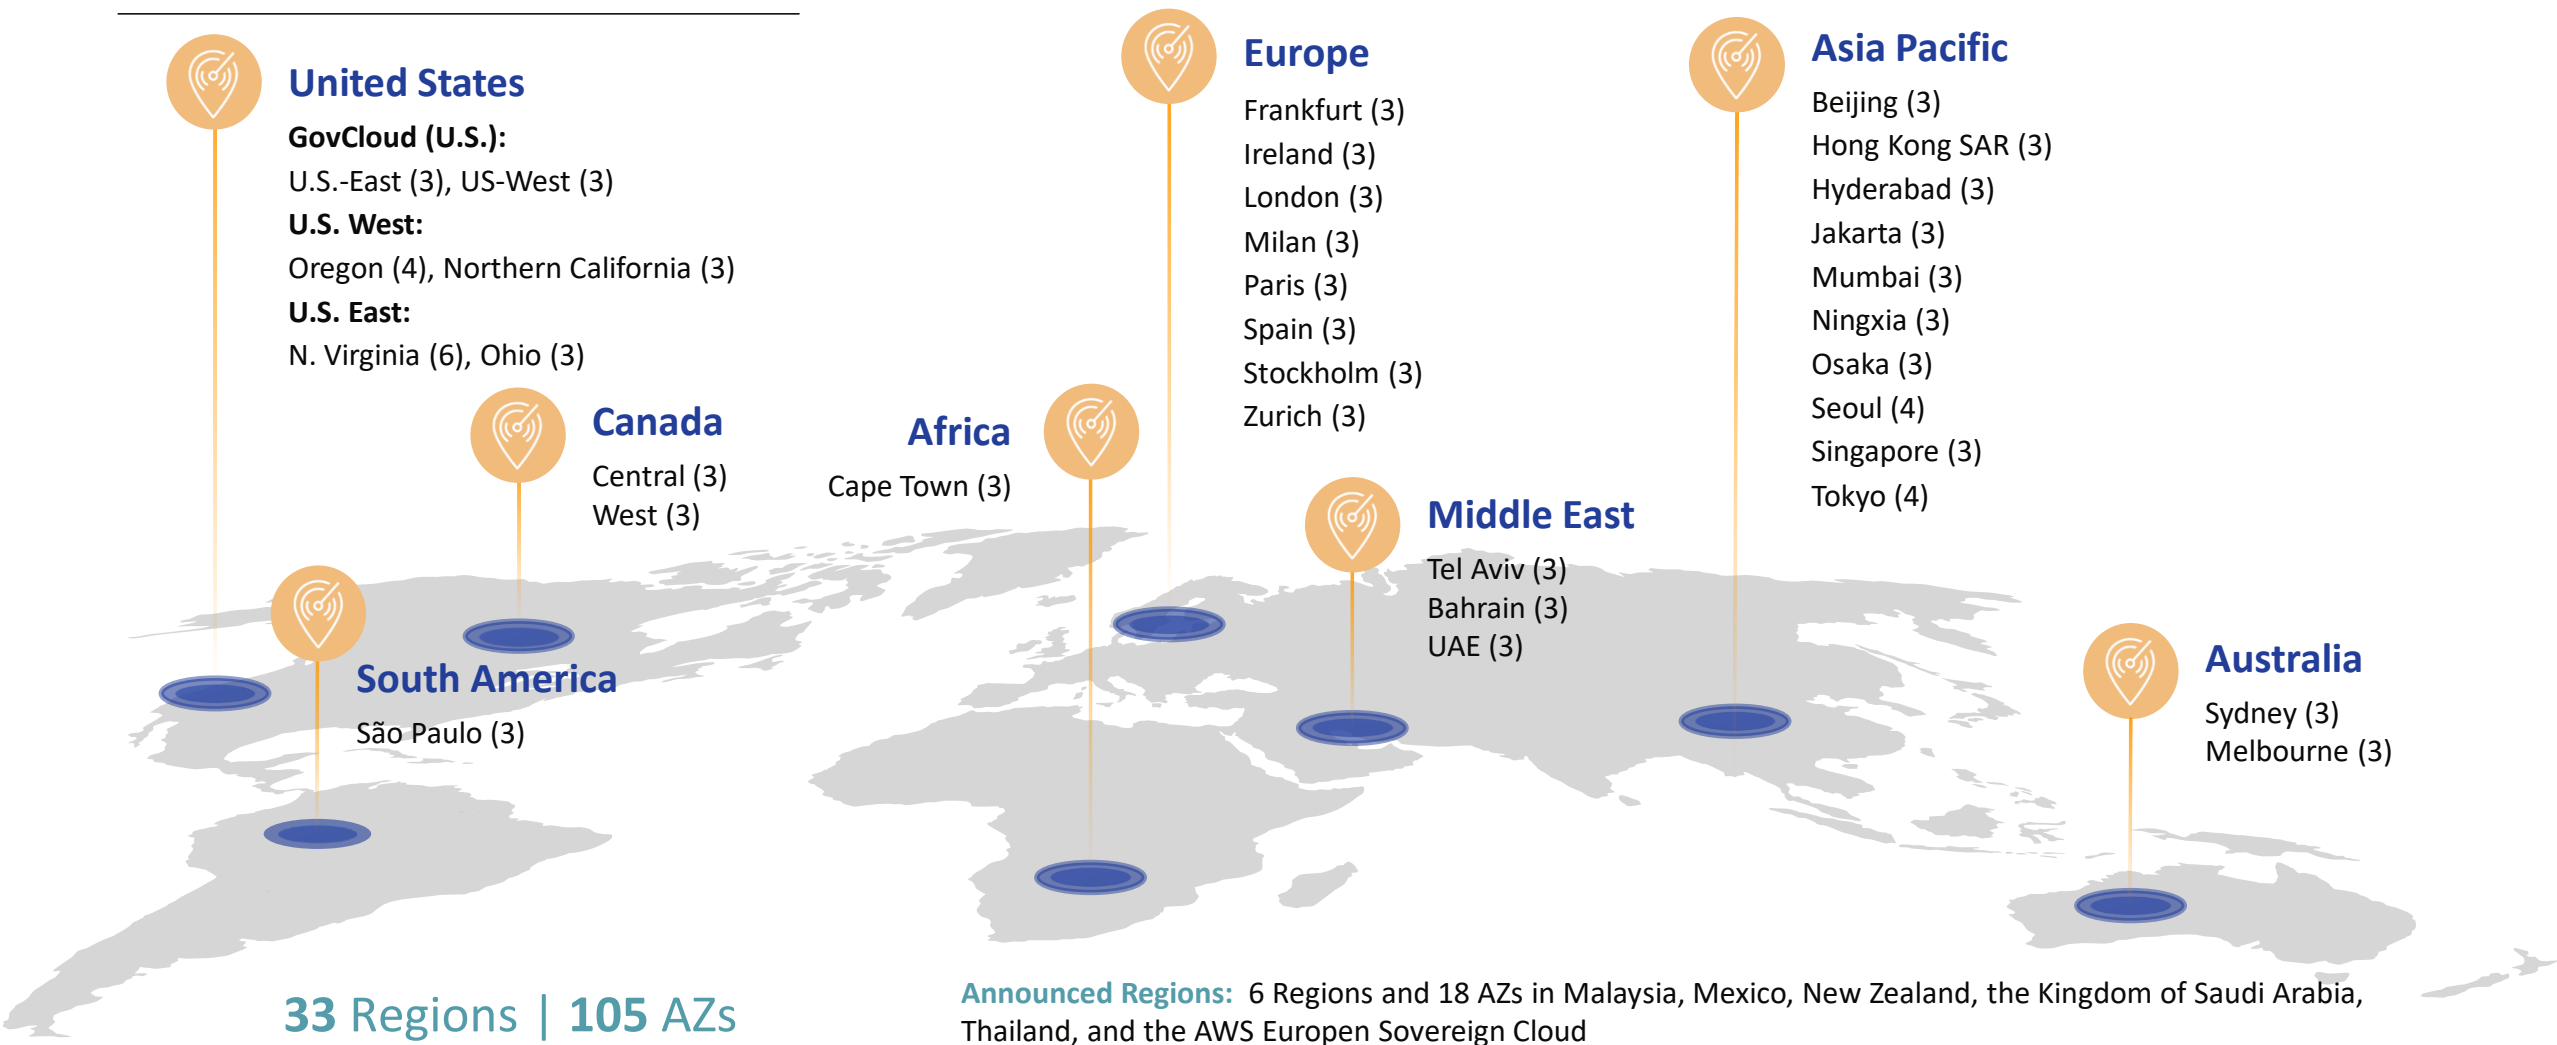 United States
GovCloud (U.S.):
U.S.-East (3), US-West (3)
U.S. West:
Oregon (4), Northern California (3)
U.S. East:
N. Virginia (6), Ohio (3)
Canada
Central (3)
West (3)
South America
São Paulo (3)
Africa
Cape Town (3)
Europe
Frankfurt (3)
Ireland (3)
London (3)
Milan (3)
Paris (3)
Spain (3)
Stockholm (3)
Zurich (3)
Middle East
Tel Aviv (3)
Bahrain (3)
UAE (3)
Asia Pacific
Beijing (3)
Hong Kong SAR (3)
Hyderabad (3)
Jakarta (3)
Mumbai (3)
Ningxia (3)
Osaka (3)
Seoul (4)
Singapore (3)
Tokyo (4)
Australia
Sydney (3)
Melbourne (3)
33 Regions | 105 AZs
Announced Regions: 6 Regions and 18 AZs in Malaysia, Mexico, New Zealand, the Kingdom of Saudi Arabia,
Thailand, and the AWS Europen Sovereign Cloud